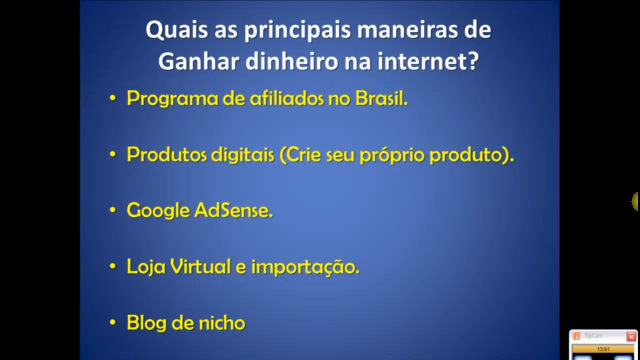 Quais as principais maneiras de
Ganhar dinheiro na internet?
• Programa de afiliados no Brasil.
• Produtos digitais (Crie seu próprio produto).
• Google AdSense.
• Loja Virtual e importação.
• Blog de nicho